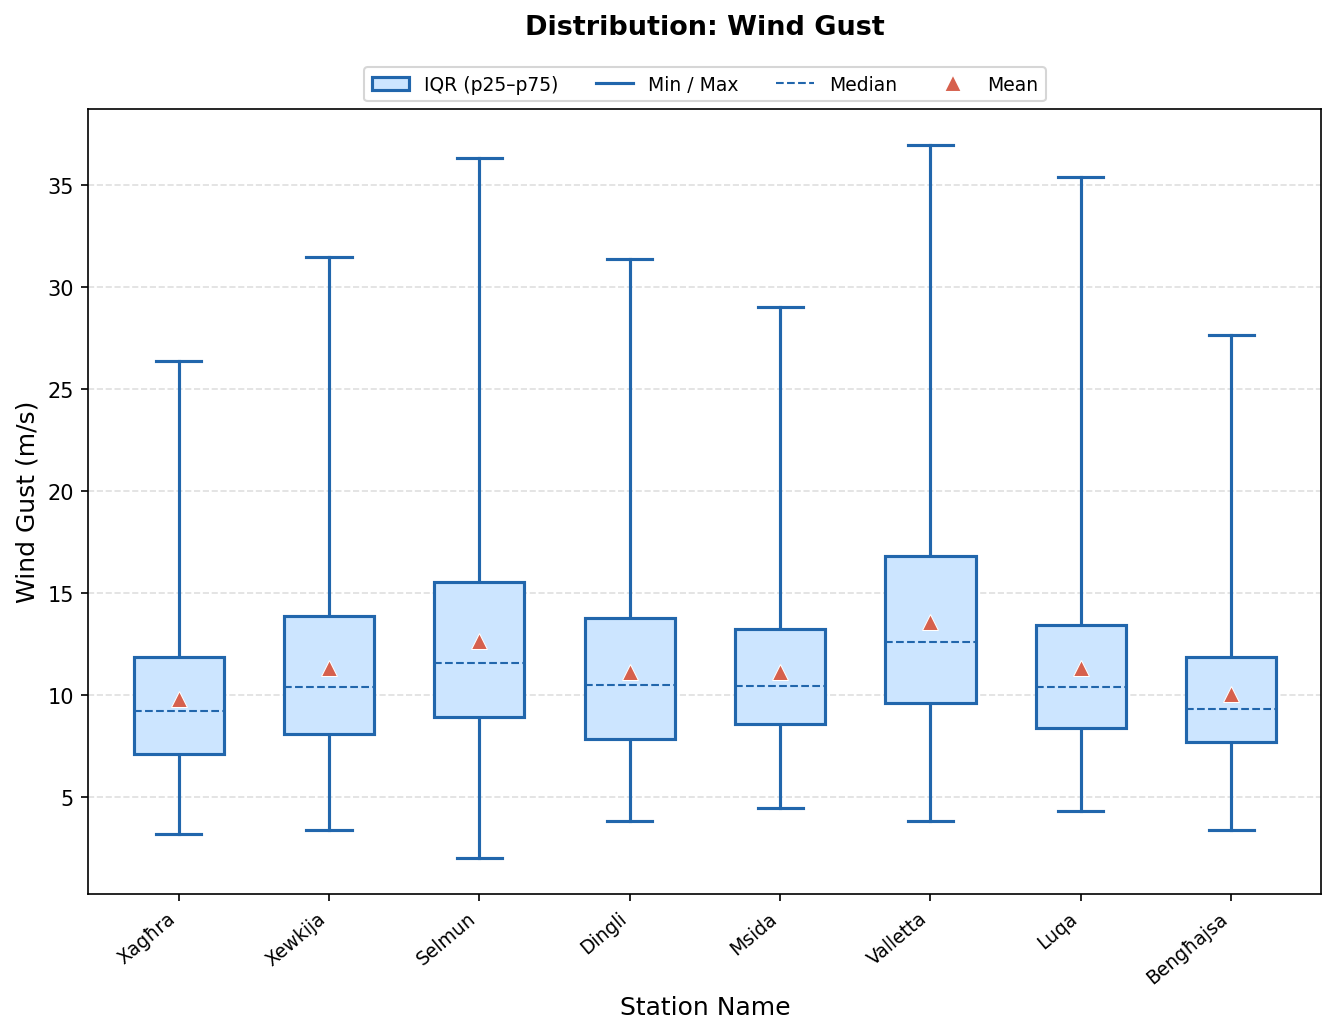 Distribution: Wind Gust
IQR (p25–p75) Min / Max Median Mean
Wind Gust (m/s)
35
30
25
20
15
10
5
Xagħra Xewkija Selmun Dingli Msida Valletta Luqa Bengħajsa
Station Name